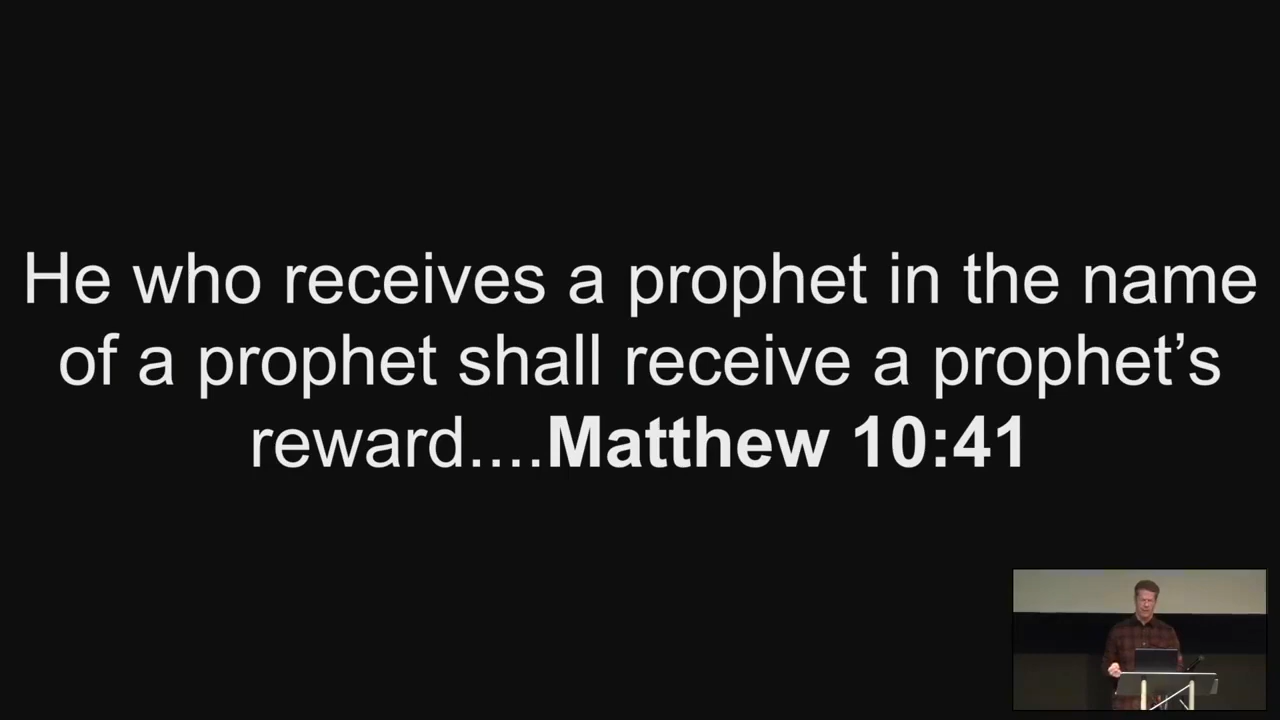 He who receives a prophet in the name
of a prophet shall receive a prophet’s
reward....Matthew 10:41